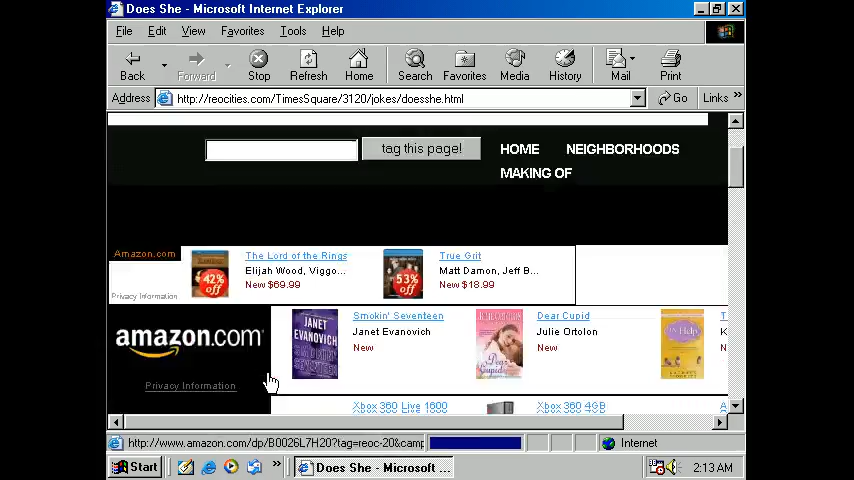 Does She - Microsoft Internet Explorer
File Edit View Favorites Tools Help
Back Forward Stop Refresh Home Search Favorites Media History Mail Print
Address http://reocities.com/TimesSquare/3120/jokes/doesshe.html Go Links »
tag this page! HOME NEIGHBORHOODS
MAKING OF
Amazon.com The Lord of the Rings True Grit
Elijah Wood, Viggo... Matt Damon, Jeff B...
42% off New $69.99 53% off New $18.99
Privacy Information
Smokin' Seventeen Dear Cupid T
amazon.com JANET EVANOVICH Janet Evanovich Julie Ortolon Help K
New New N
Privacy Information
Xbox 360 Live 1600 Xbox 360 4GB A
http://www.amazon.com/dp/B0026L7H20?tag=reoc-20&camp Internet
Start » Does She - Microsoft ... 2:13 AM